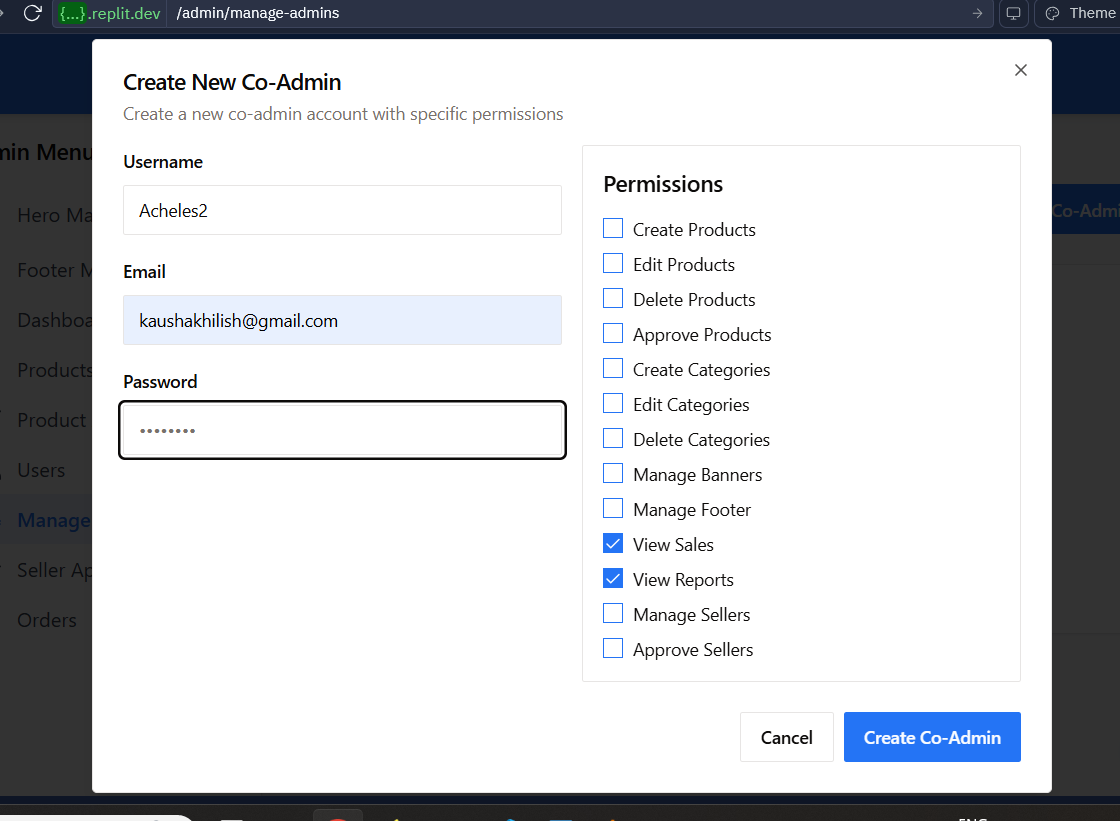 {...}.replit.dev /admin/manage-admins
Theme
Create New Co-Admin
Create a new co-admin account with specific permissions
Username
Acheles2
Email
kaushakhilish@gmail.com
Password
••••••••
Permissions
Create Products
Edit Products
Delete Products
Approve Products
Create Categories
Edit Categories
Delete Categories
Manage Banners
Manage Footer
View Sales
View Reports
Manage Sellers
Approve Sellers
Cancel
Create Co-Admin
min Menu
Hero Ma
Footer M
Dashboa
Products
Product
Users
Manage
Seller Ap
Orders
Co-Admi